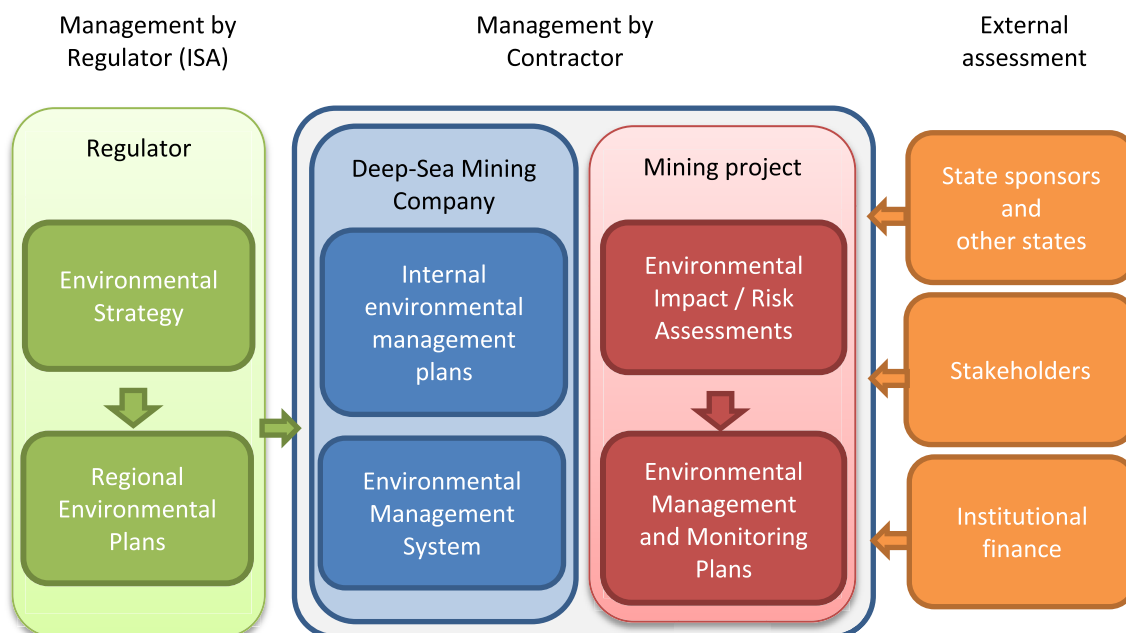 Management by
Regulator (ISA)
Management by
Contractor
External
assessment
Regulator
Environmental
Strategy
Regional
Environmental
Plans
Deep-Sea Mining
Company
Internal
environmental
management
plans
Environmental
Management
System
Mining project
Environmental
Impact / Risk
Assessments
Environmental
Management
and Monitoring
Plans
State sponsors
and
other states
Stakeholders
Institutional
finance